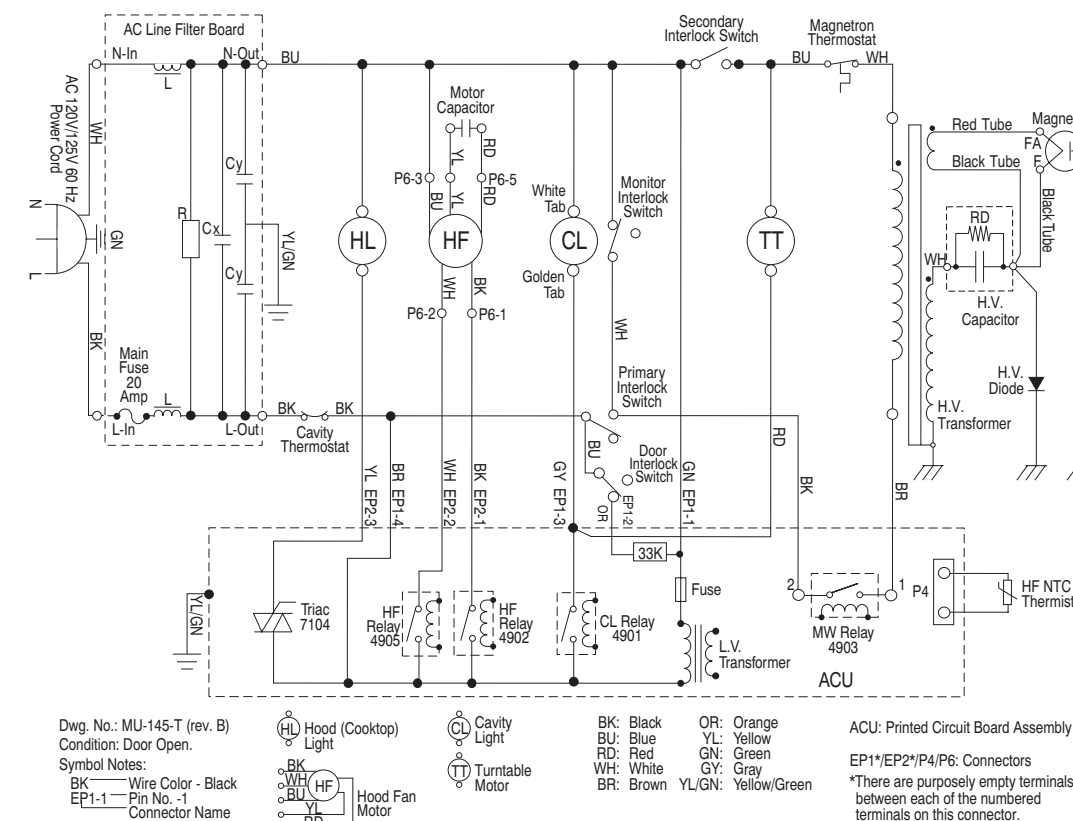 AC Line Filter Board
N-In
N-Out
BU
L
AC 120V/125V 60 Hz
Power Cord
WH
N
L
GN
BK
R
Cx
Cy
Cy
YL/GN
Main
Fuse
20
Amp
L
L-In
L-Out
BK
BK
Cavity
Thermostat
Secondary
Interlock Switch
Magnetron
Thermostat
BU
WH
Motor
Capacitor
YL
RD
P6-3
P6-5
BU
YL
RD
HL
HF
WH
BK
P6-2
P6-1
White
Tab
CL
Golden
Tab
Monitor
Interlock
Switch
WH
TT
Primary
Interlock
Switch
BU
Door
Interlock
Switch
Red Tube
Black Tube
Magne
FA
F
Black Tube
RD
WH
H.V.
Capacitor
H.V.
Diode
H.V.
Transformer
YL EP2-3
BR EP1-4
WH EP2-2
BK EP2-1
GY EP1-3
OR
EP1-2
GN EP1-1
RD
BK
BR
33K
YL/GN
Triac
7104
HF
Relay
4905
HF
Relay
4902
CL Relay
4901
Fuse
L.V.
Transformer
2
1
MW Relay
4903
P4
HF NTC
Thermist
ACU
Dwg. No.: MU-145-T (rev. B)
Condition: Door Open.
Symbol Notes:
BK
Wire Color - Black
EP1-1
Pin No. -1
Connector Name
HL
Hood (Cooktop)
Light
BK
WH
BU
YL
RD
HF
Hood Fan
Motor
CL
Cavity
Light
TT
Turntable
Motor
BK: Black
BU: Blue
RD: Red
WH: White
BR: Brown
OR: Orange
YL: Yellow
GN: Green
GY: Gray
YL/GN: Yellow/Green
ACU: Printed Circuit Board Assembly
EP1*/EP2*/P4/P6: Connectors
*There are purposely empty terminals
between each of the numbered
terminals on this connector.